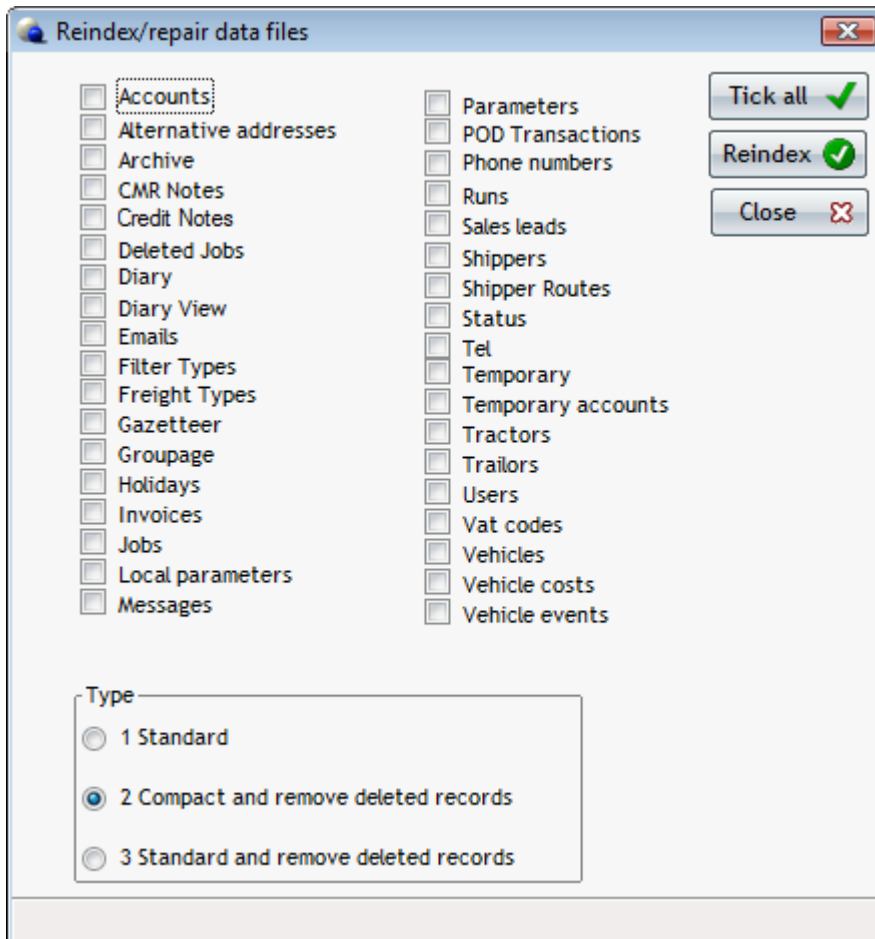 Reindex/repair data files
Accounts
Alternative addresses
Archive
CMR Notes
Credit Notes
Deleted Jobs
Diary
Diary View
Emails
Filter Types
Freight Types
Gazetteer
Groupage
Holidays
Invoices
Jobs
Local parameters
Messages
Parameters
POD Transactions
Phone numbers
Runs
Sales leads
Shippers
Shipper Routes
Status
Tel
Temporary
Temporary accounts
Tractors
Trailors
Users
Vat codes
Vehicles
Vehicle costs
Vehicle events
Tick all
Reindex
Close
Type
1 Standard
2 Compact and remove deleted records
3 Standard and remove deleted records